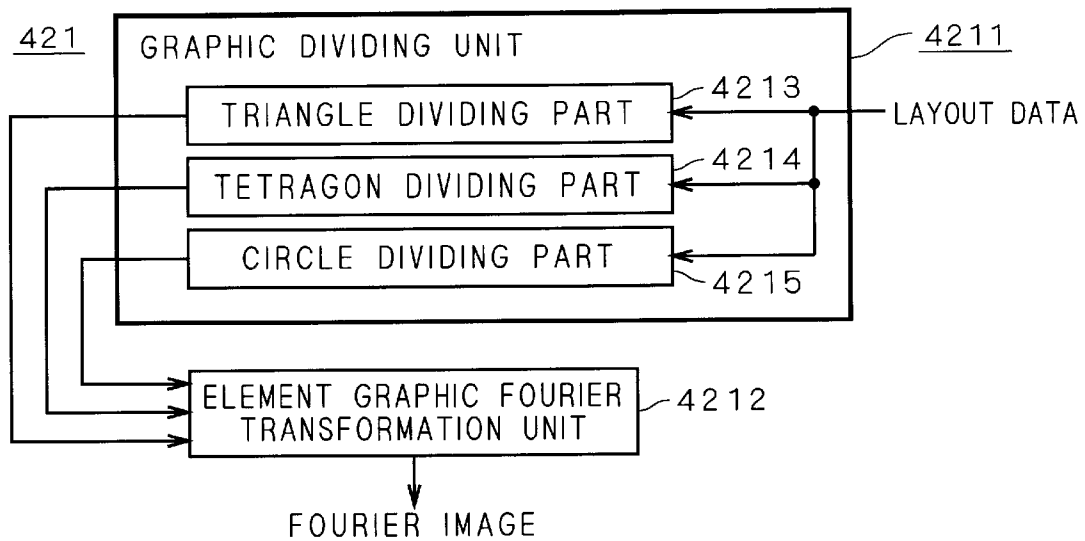 421
GRAPHIC DIVIDING UNIT
4211
4213
TRIANGLE DIVIDING PART
LAYOUT DATA
4214
TETRAGON DIVIDING PART
CIRCLE DIVIDING PART
4215
ELEMENT GRAPHIC FOURIER
TRANSFORMATION UNIT
4212
FOURIER IMAGE